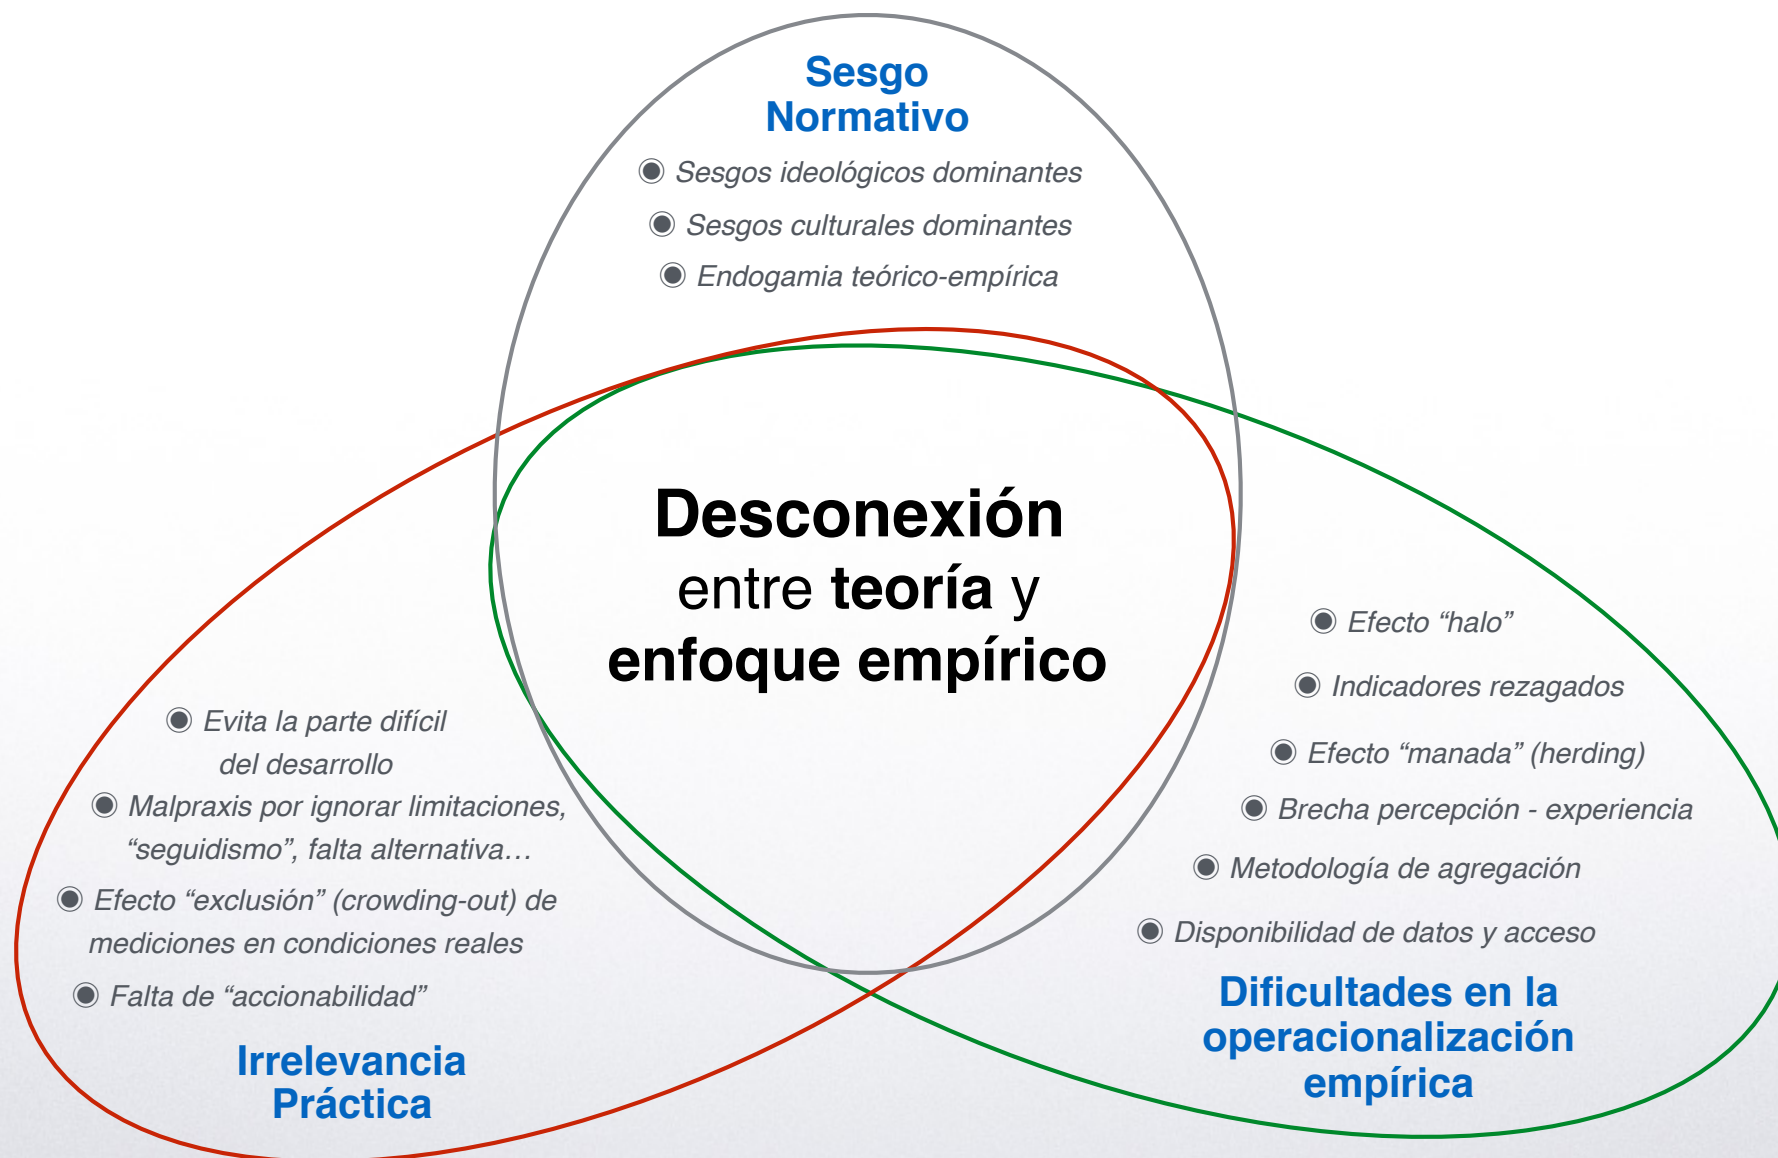 Sesgo
Normativo
Sesgos ideológicos dominantes
Sesgos culturales dominantes
Endogamia teórico-empírica
Desconexión
entre teoría y
enfoque empírico
Evita la parte difícil
del desarrollo
Malpraxis por ignorar limitaciones,
“seguidismo”, falta alternativa…
Efecto “exclusión” (crowding-out) de
mediciones en condiciones reales
Falta de “accionabilidad”
Irrelevancia
Práctica
Efecto “halo”
Indicadores rezagados
Efecto “manada” (herding)
Brecha percepción - experiencia
Metodología de agregación
Disponibilidad de datos y acceso
Dificultades en la
operacionalización
empírica